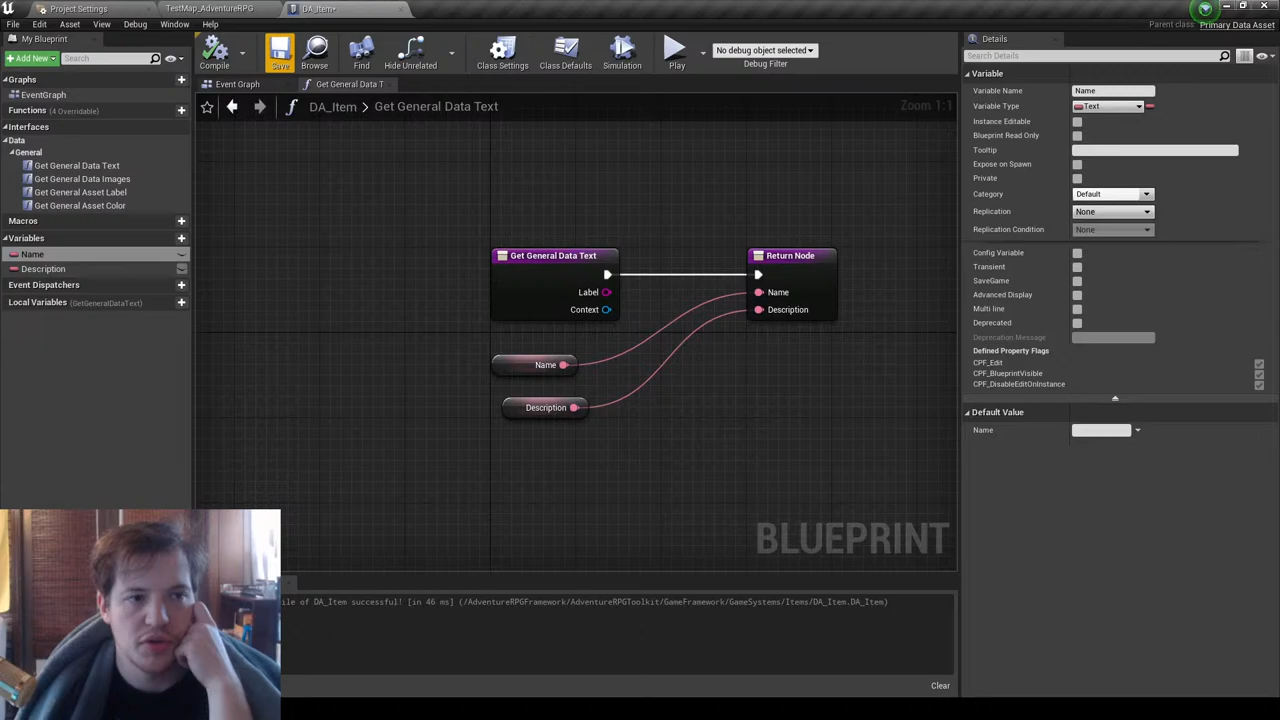 Project Settings
TestMap_AdventureRPG
DA_Item*
File
Edit
Asset
View
Debug
Window
Help
Parent class: Primary Data Asset
My Blueprint
Add New
Search
Graphs
EventGraph
Functions (4 Overridable)
Interfaces
Data
General
Get General Data Text
Get General Data Images
Get General Asset Label
Get General Asset Color
Macros
Variables
Name
Description
Event Dispatchers
Local Variables (GetGeneralDataText)
Compile
Save
Browse
Find
Hide Unrelated
Class Settings
Class Defaults
Simulation
Play
No debug object selected
Debug Filter
Event Graph
Get General Data T
DA_Item > Get General Data Text
Zoom 1:1
Get General Data Text
Label
Context
Return Node
Name
Description
Name
Description
BLUEPRINT
ile of DA_Item successful! [in 46 ms] (/AdventureRPGFramework/AdventureRPGToolkit/GameFramework/GameSystems/Items/DA_Item.DA_Item)
Clear
Details
Search Details
Variable
Variable Name Name
Variable Type Text
Instance Editable
Blueprint Read Only
Tooltip
Expose on Spawn
Private
Category Default
Replication None
Replication Condition None
Config Variable
Transient
SaveGame
Advanced Display
Multi line
Deprecated
Deprecation Message
Defined Property Flags
CPF_Edit
CPF_BlueprintVisible
CPF_DisableEditOnInstance
Default Value
Name